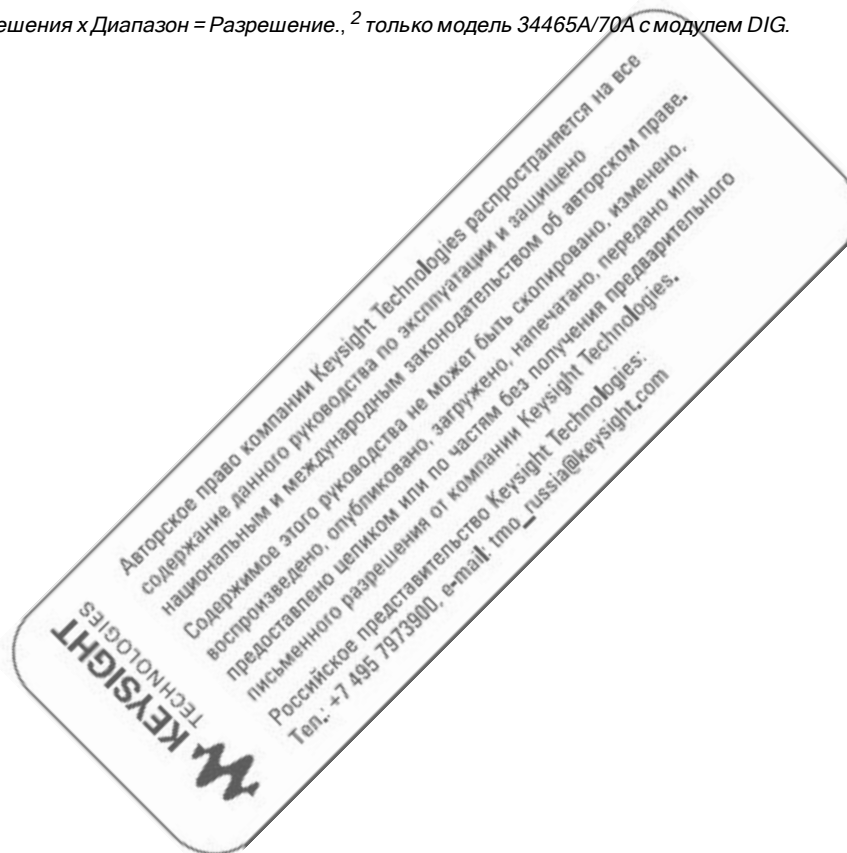 ешения x Диапазон = Разрешение., 2 только модель 34465A/70A с модулем DIG.
KEYSIGHT
TECHNOLOGIES
Авторское право компании Keysight Technologies распространяется на все
содержание данного руководства по эксплуатации и защищено
национальным и международным законодательством об авторском праве.
Содержимое этого руководства не может быть скопировано, изменено,
воспроизведено, опубликовано, загружено, напечатано, передано или
предоставлено целиком или по частям без получения предварительного
письменного разрешения от компании Keysight Technologies.
Российское представительство Keysight Technologies:
Тел.: +7 495 7973900, e-mail: tmo_russia@keysight.com